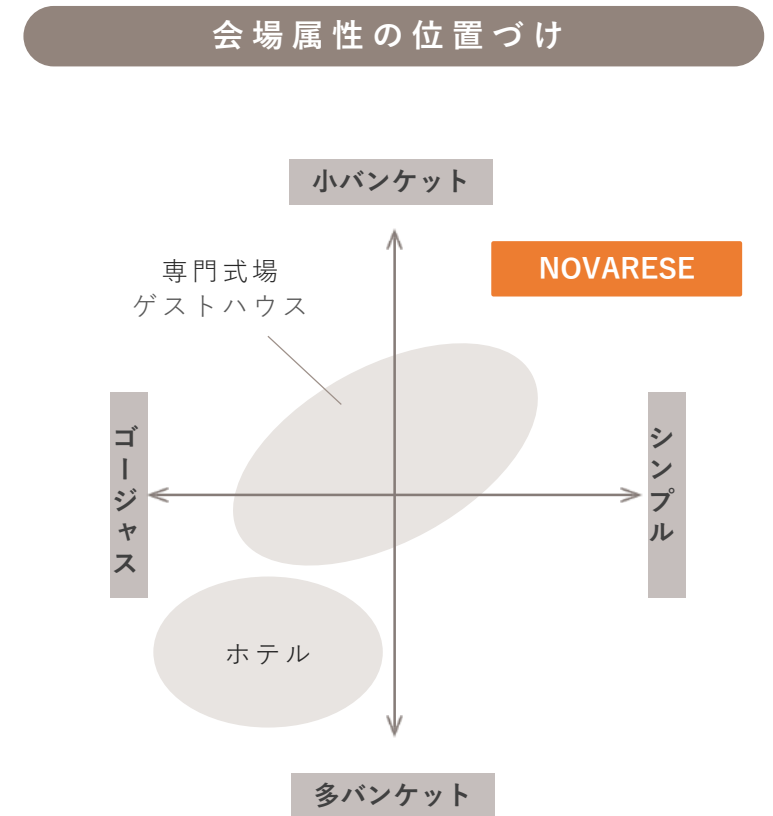 会場属性の位置づけ
小バンケット
NOVARESE
専門式場
ゲストハウス
ゴージャス
シンプル
ホテル
多バンケット